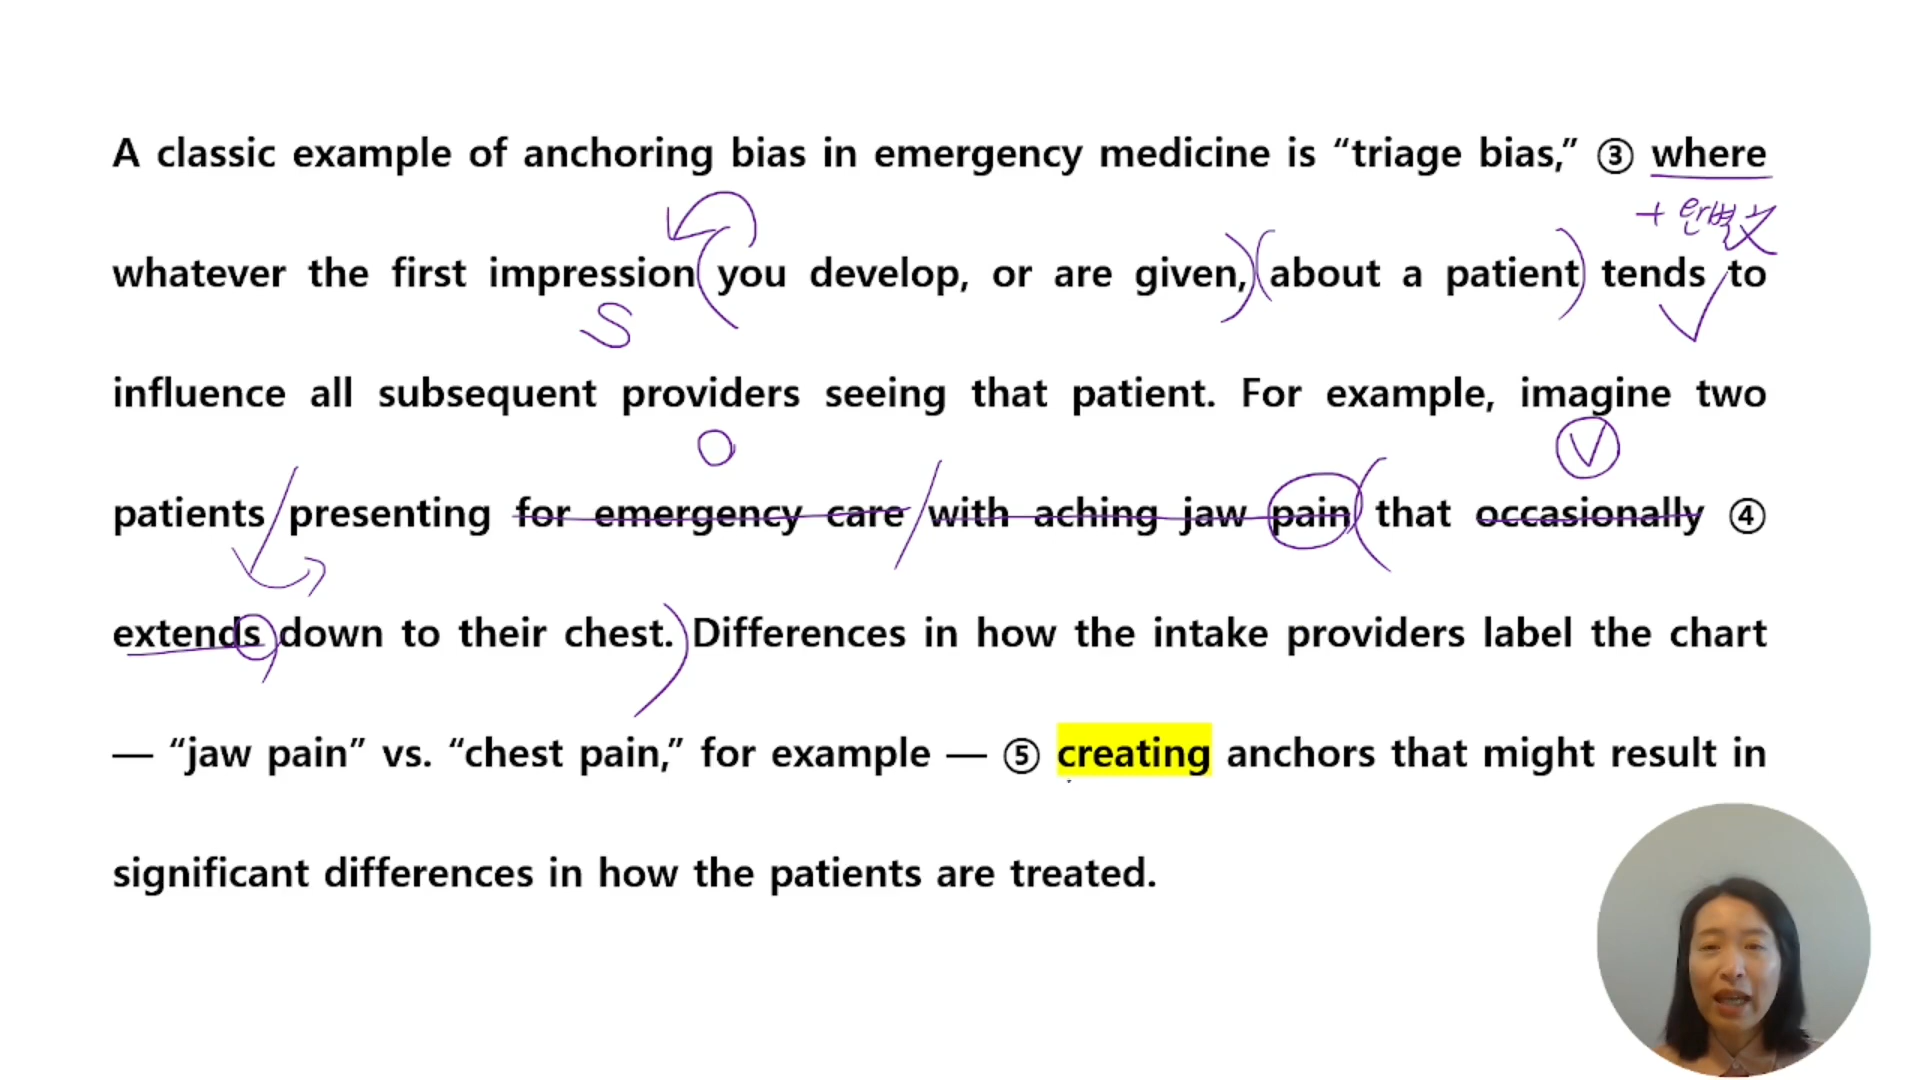 A classic example of anchoring bias in emergency medicine is “triage bias,” ③ where
+ 완벽文
whatever the first impression you develop, or are given, about a patient tends to
S
V
influence all subsequent providers seeing that patient. For example, imagine two
O
V
patients presenting for emergency care with aching jaw pain that occasionally ④
extends down to their chest. Differences in how the intake providers label the chart
— “jaw pain” vs. “chest pain,” for example — ⑤ creating anchors that might result in
significant differences in how the patients are treated.